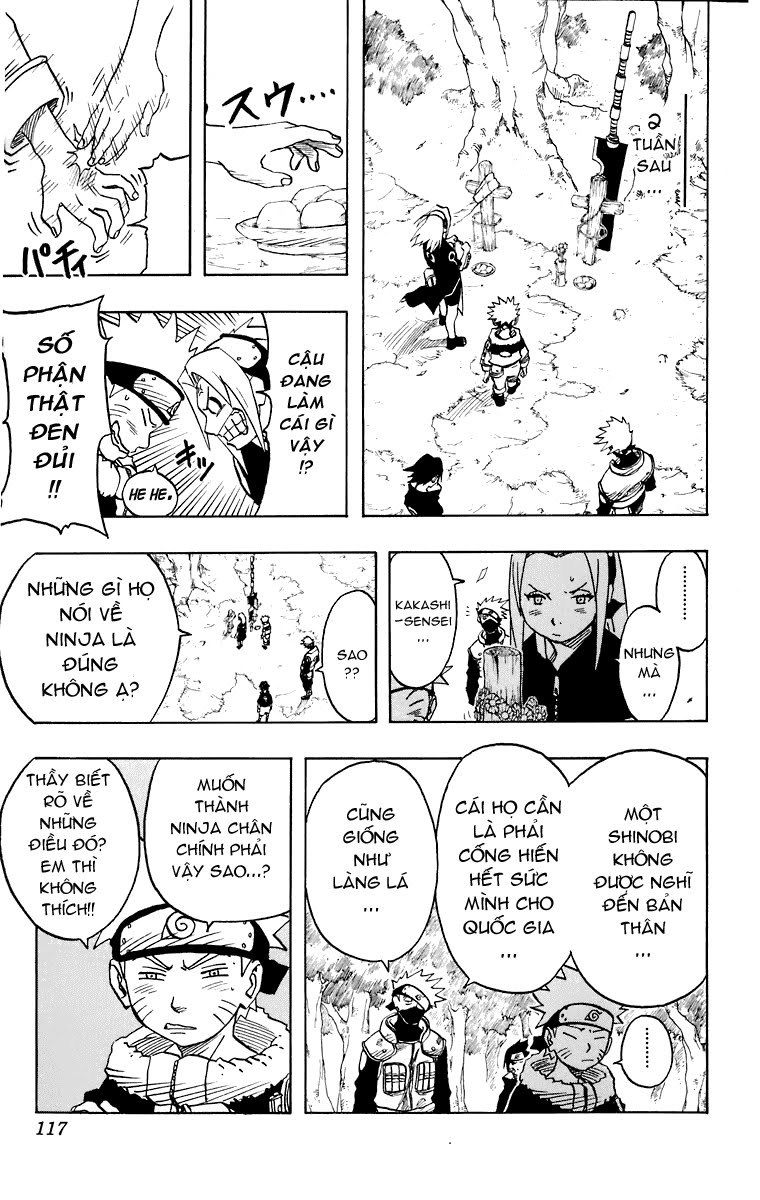 2
TUẦN
SAU
...
スウ....
パチィ
CẬU
ĐANG
LÀM
CÁI GÌ
VẬY
!?
キッ
HE HE.
SỐ
PHẬN
THẬT
ĐEN
ĐỦI
!!
........
NHƯNG
MÀ
...
KAKASHI
-SENSEI
...
SAO
??
NHỮNG GÌ HỌ
NÓI VỀ
NINJA LÀ
ĐÚNG
KHÔNG Ạ?
MỘT
SHINOBI
KHÔNG
ĐƯỢC NGHĨ
ĐẾN BẢN
THÂN
...
......
CÁI HỌ CẦN
LÀ PHẢI
CỐNG HIẾN
HẾT SỨC
MÌNH CHO
QUỐC GIA
...
CŨNG
GIỐNG
NHƯ
LÀNG LÁ
...
MUỐN
THÀNH
NINJA CHÂN
CHÍNH PHẢI
VẬY SAO...?
THẦY BIẾT
RÕ VỀ
NHỮNG
ĐIỀU ĐÓ?
EM THÌ
KHÔNG
THÍCH!!
117